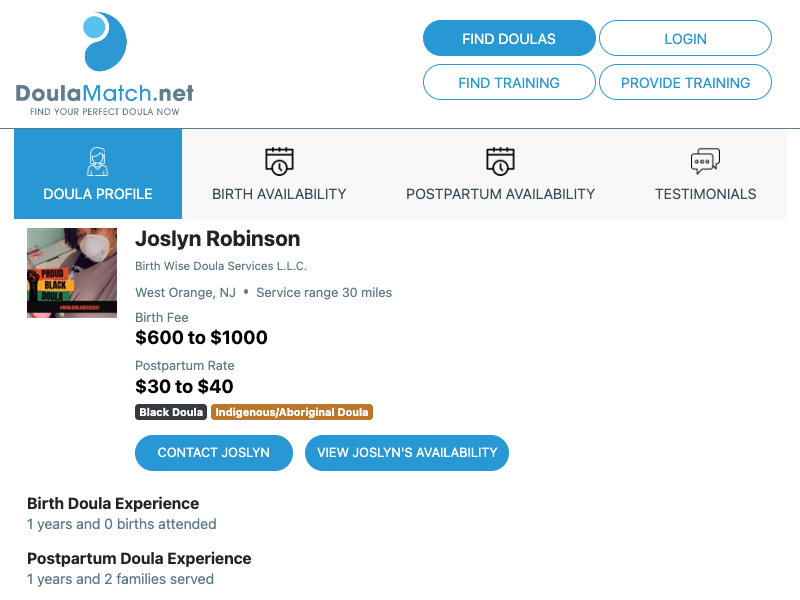 DoulaMatch.net
FIND YOUR PERFECT DOULA NOW
FIND DOULAS
LOGIN
FIND TRAINING
PROVIDE TRAINING
DOULA PROFILE
BIRTH AVAILABILITY
POSTPARTUM AVAILABILITY
TESTIMONIALS
PROUD
BLACK
DOULA
Joslyn Robinson
Birth Wise Doula Services L.L.C.
West Orange, NJ • Service range 30 miles
Birth Fee
$600 to $1000
Postpartum Rate
$30 to $40
Black Doula Indigenous/Aboriginal Doula
CONTACT JOSLYN
VIEW JOSLYN'S AVAILABILITY
Birth Doula Experience
1 years and 0 births attended
Postpartum Doula Experience
1 years and 2 families served